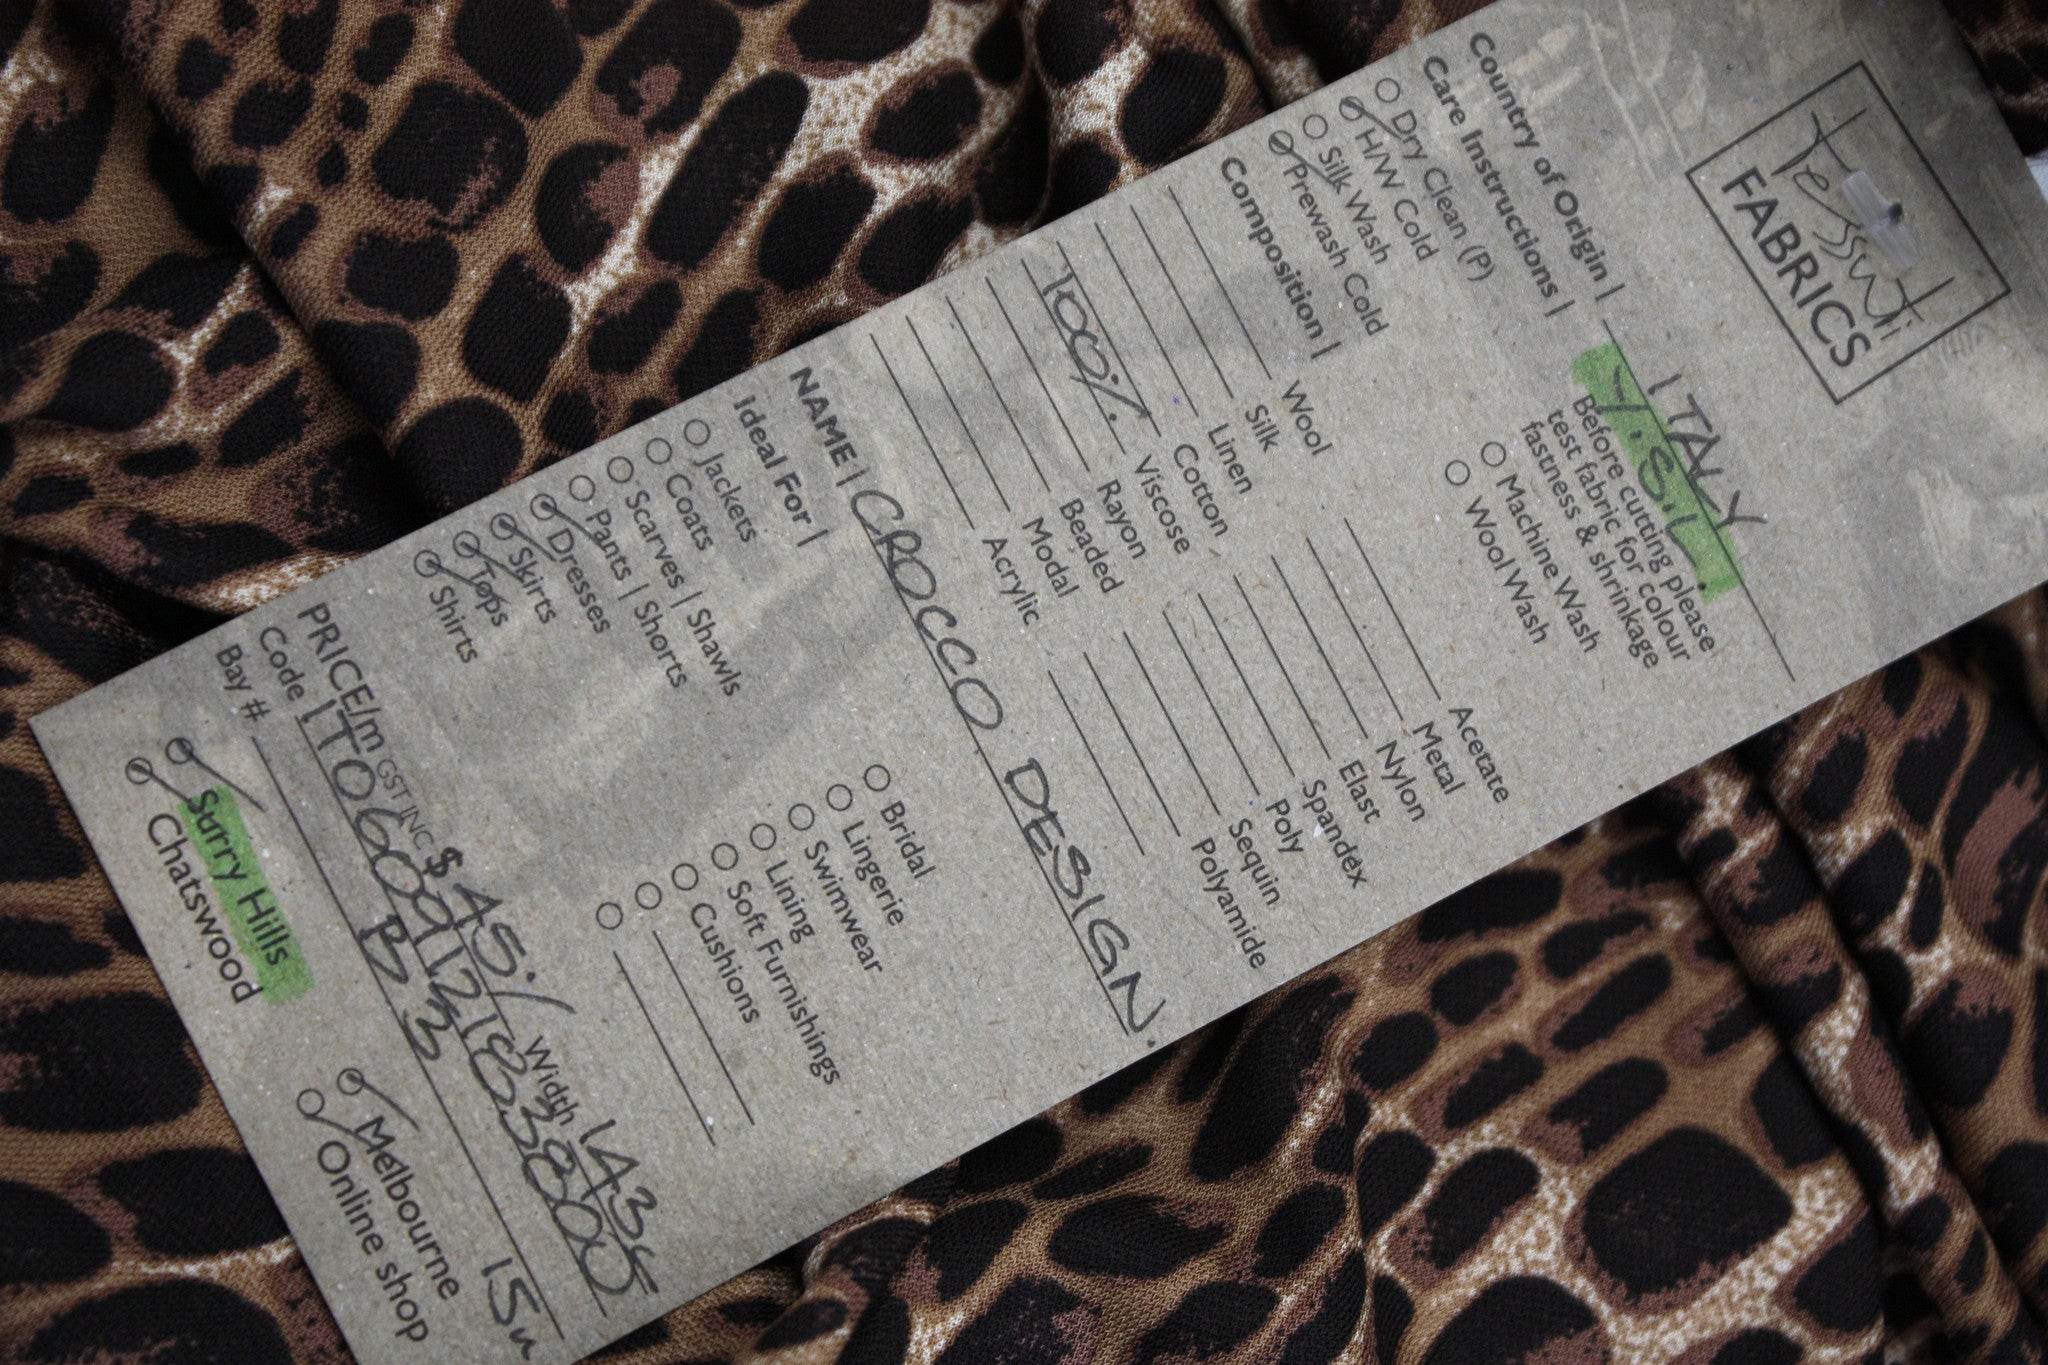 Tessuti
FABRICS
Country of Origin | ITALY
Care Instructions |
Dry Clean (P)
H/W Cold
Silk Wash
Prewash Cold
Before cutting please
test fabric for colour
fastness & shrinkage
Machine Wash
Wool Wash
Composition |
Wool Acetate
Silk Metal
Linen Nylon
Cotton Elast
100% Viscose Spandex
Rayon Poly
Beaded Sequin
Modal Polyamide
Acrylic
NAME | CROCCO DESIGN.
Ideal For |
Jackets Bridal
Coats Lingerie
Scarves | Shawls Swimwear
Pants | Shorts Lining
Dresses Soft Furnishings
Skirts Cushions
Tops
Shirts
PRICE/m GST INC $45. Width 143c
Code
Bay # B3 15m
Surry Hills Melbourne
Chatswood Online shop